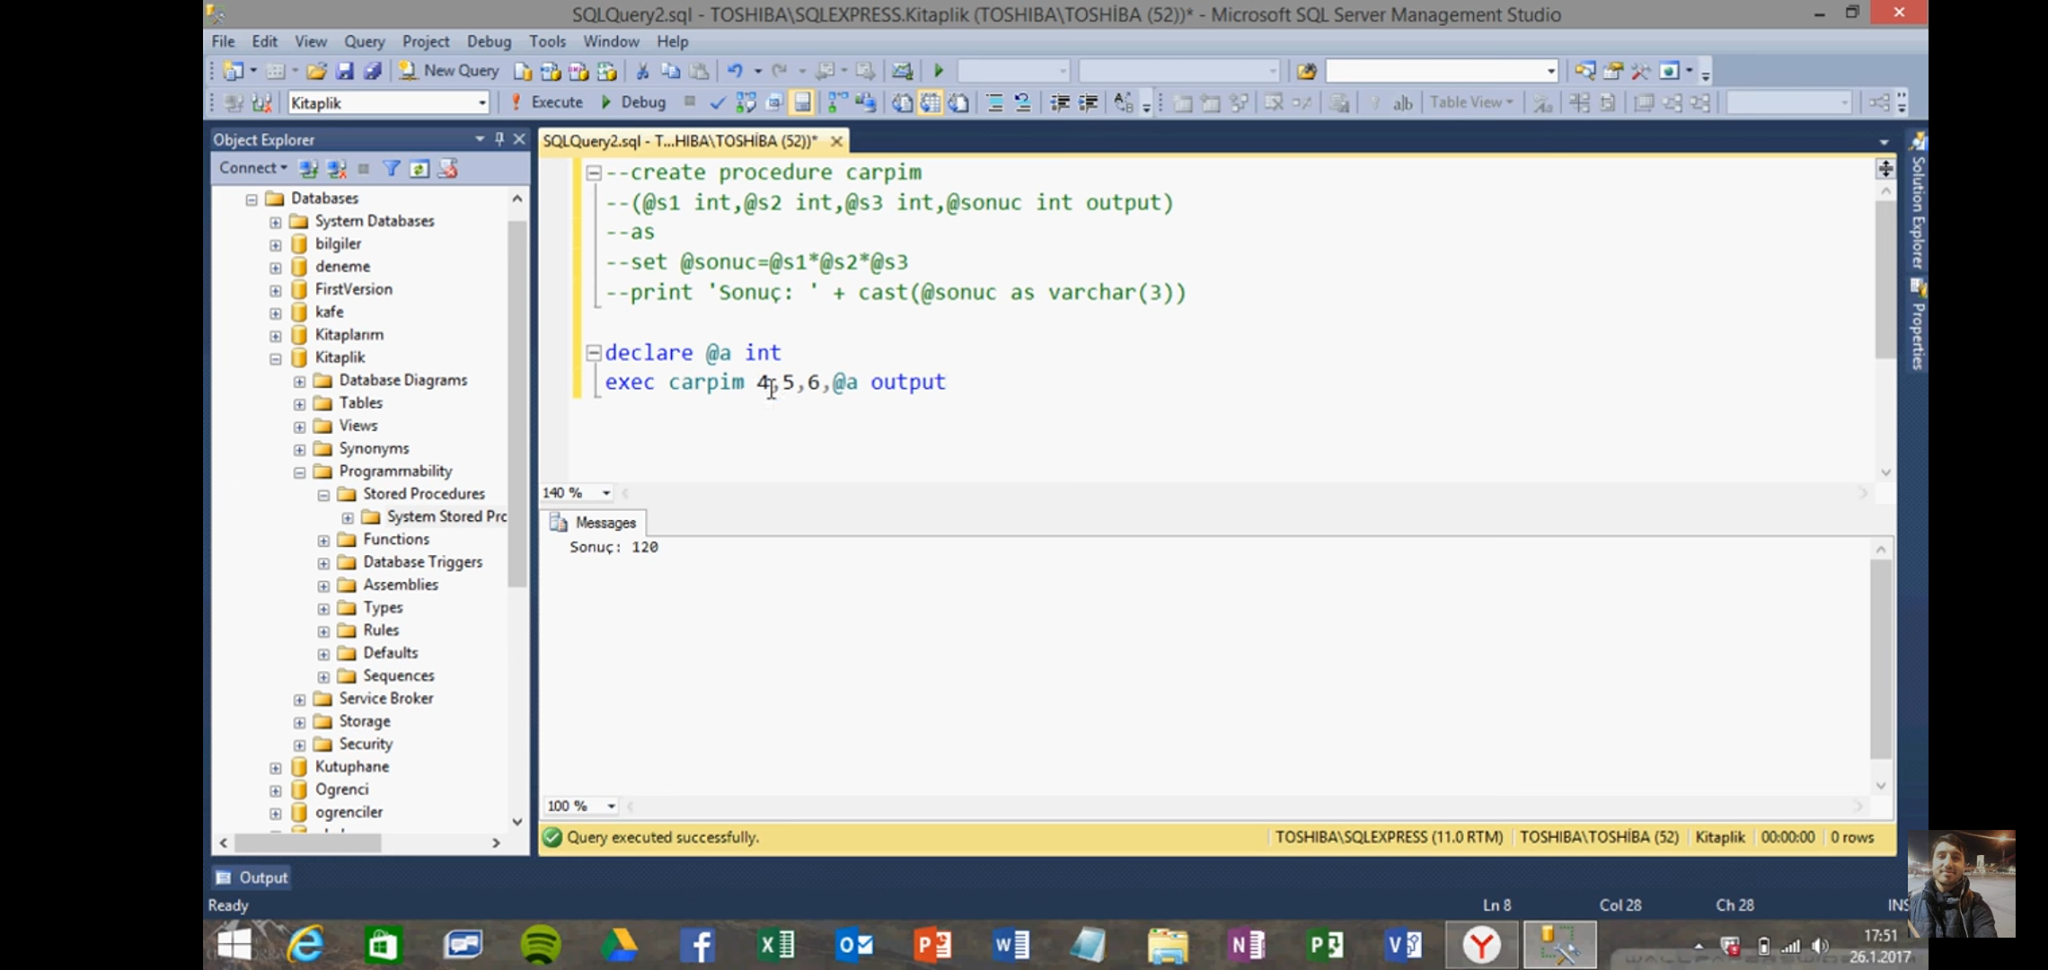 SQLQuery2.sql - TOSHIBA\SQLEXPRESS.Kitaplik (TOSHIBA\TOSHİBA (52))* - Microsoft SQL Server Management Studio
File Edit View Query Project Debug Tools Window Help
New Query
Kitaplik Execute Debug Table View
Object Explorer
SQLQuery2.sql - T...HIBA\TOSHİBA (52))*
Connect
Databases
System Databases
bilgiler
deneme
FirstVersion
kafe
Kitaplarım
Kitaplik
Database Diagrams
Tables
Views
Synonyms
Programmability
Stored Procedures
System Stored Prc
Functions
Database Triggers
Assemblies
Types
Rules
Defaults
Sequences
Service Broker
Storage
Security
Kutuphane
Ogrenci
ogrenciler
--create procedure carpim
--(@s1 int,@s2 int,@s3 int,@sonuc int output)
--as
--set @sonuc=@s1*@s2*@s3
--print 'Sonuç: ' + cast(@sonuc as varchar(3))
declare @a int
exec carpim 4,5,6,@a output
140 %
Messages
Sonuç: 120
100 %
Query executed successfully. TOSHIBA\SQLEXPRESS (11.0 RTM) TOSHIBA\TOSHİBA (52) Kitaplik 00:00:00 0 rows
Solution Explorer
Properties
Output
Ready Ln 8 Col 28 Ch 28 INS
17:51
26.1.2017